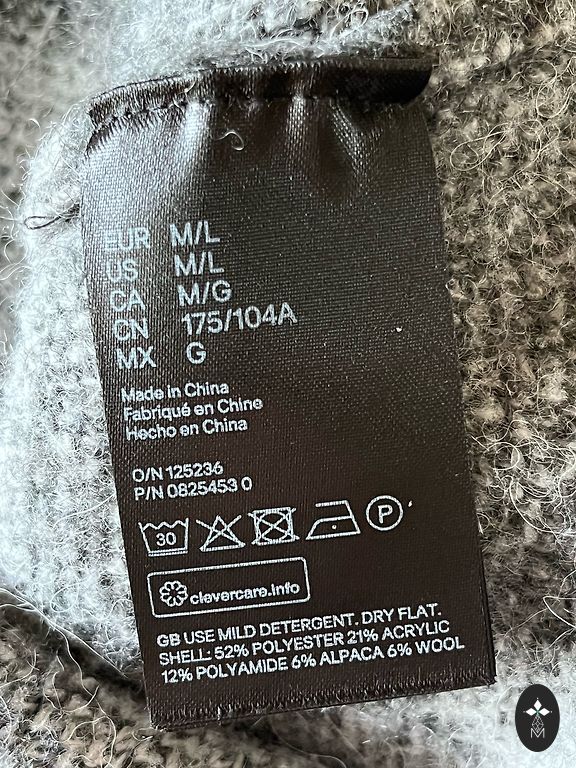 EUR M/L
US M/L
CA M/G
CN 175/104A
MX G
Made in China
Fabriqué en Chine
Hecho en China
O/N 125236
P/N 0825453 0
30
P
clevercare.info
GB USE MILD DETERGENT. DRY FLAT.
SHELL: 52% POLYESTER 21% ACRYLIC
12% POLYAMIDE 6% ALPACA 6% WOOL
M